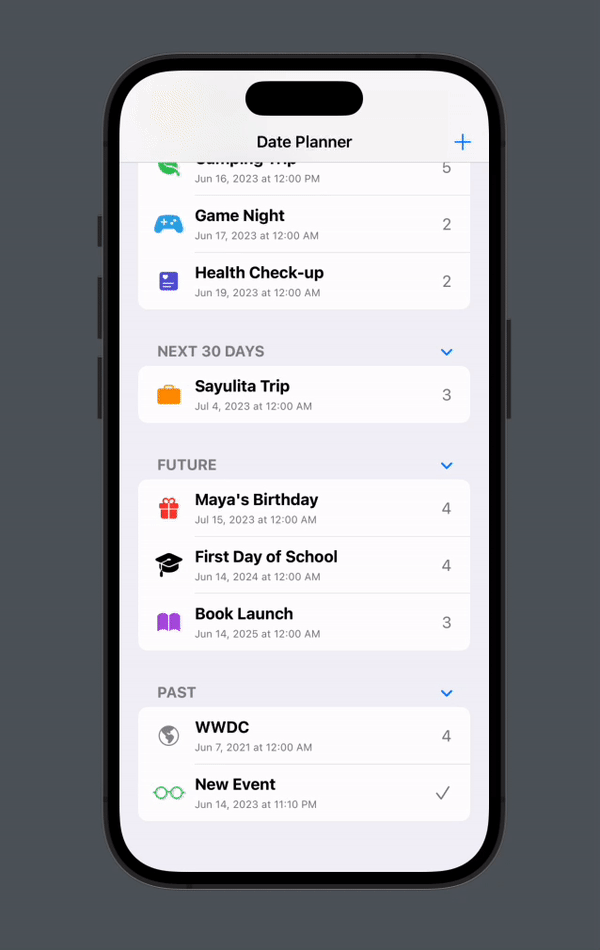 Date Planner
Camping Trip
5
Jun 16, 2023 at 12:00 PM
Game Night
2
Jun 17, 2023 at 12:00 AM
Health Check-up
2
Jun 19, 2023 at 12:00 AM
NEXT 30 DAYS
Sayulita Trip
3
Jul 4, 2023 at 12:00 AM
FUTURE
Maya's Birthday
4
Jul 15, 2023 at 12:00 AM
First Day of School
4
Jun 14, 2024 at 12:00 AM
Book Launch
3
Jun 14, 2025 at 12:00 AM
PAST
WWDC
4
Jun 7, 2021 at 12:00 AM
New Event
Jun 14, 2023 at 11:10 PM